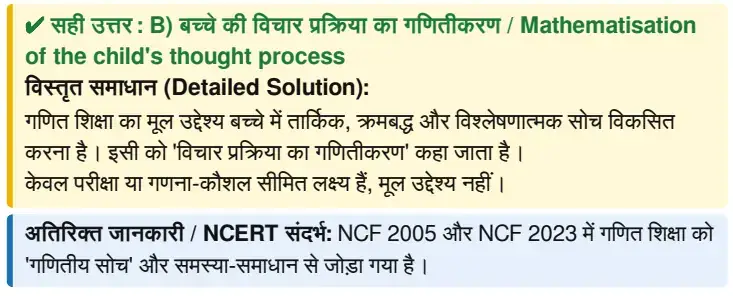 ✔ सही उत्तर : B) बच्चे की विचार प्रक्रिया का गणितीकरण / Mathematisation
of the child's thought process
विस्तृत समाधान (Detailed Solution):
गणित शिक्षा का मूल उद्देश्य बच्चे में तार्किक, क्रमबद्ध और विश्लेषणात्मक सोच विकसित
करना है। इसी को 'विचार प्रक्रिया का गणितीकरण' कहा जाता है।
केवल परीक्षा या गणना-कौशल सीमित लक्ष्य हैं, मूल उद्देश्य नहीं।
अतिरिक्त जानकारी / NCERT संदर्भ: NCF 2005 और NCF 2023 में गणित शिक्षा को
'गणितीय सोच' और समस्या-समाधान से जोड़ा गया है।